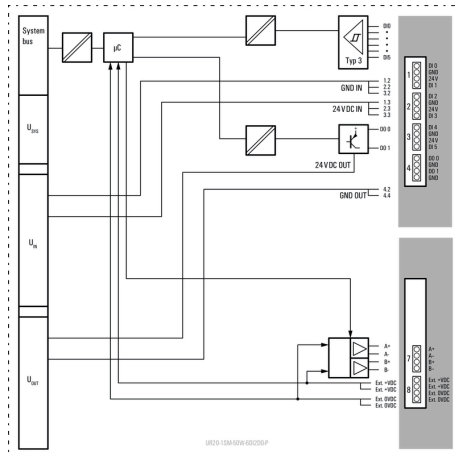 System
bus
µC
Typ 3
DI0
DI5
GND IN
1.2
2.2
3.2
24 V DC IN
1.3
2.3
3.3
U SYS
DO 0
DO 1
24 V DC OUT
GND OUT
4.2
4.4
U IN
U OUT
A+
A-
B+
B-
Ext. +VDC
Ext. +VDC
Ext. 0VDC
Ext. 0VDC
1
DI 0
GND
24 V
DI 1
2
DI 2
GND
24 V
DI 3
3
DI 4
GND
24 V
DI 5
4
DO 0
GND
DO 1
GND
7
A+
A-
B+
B-
8
Ext. +VDC
Ext. +VDC
Ext. 0VDC
Ext. 0VDC